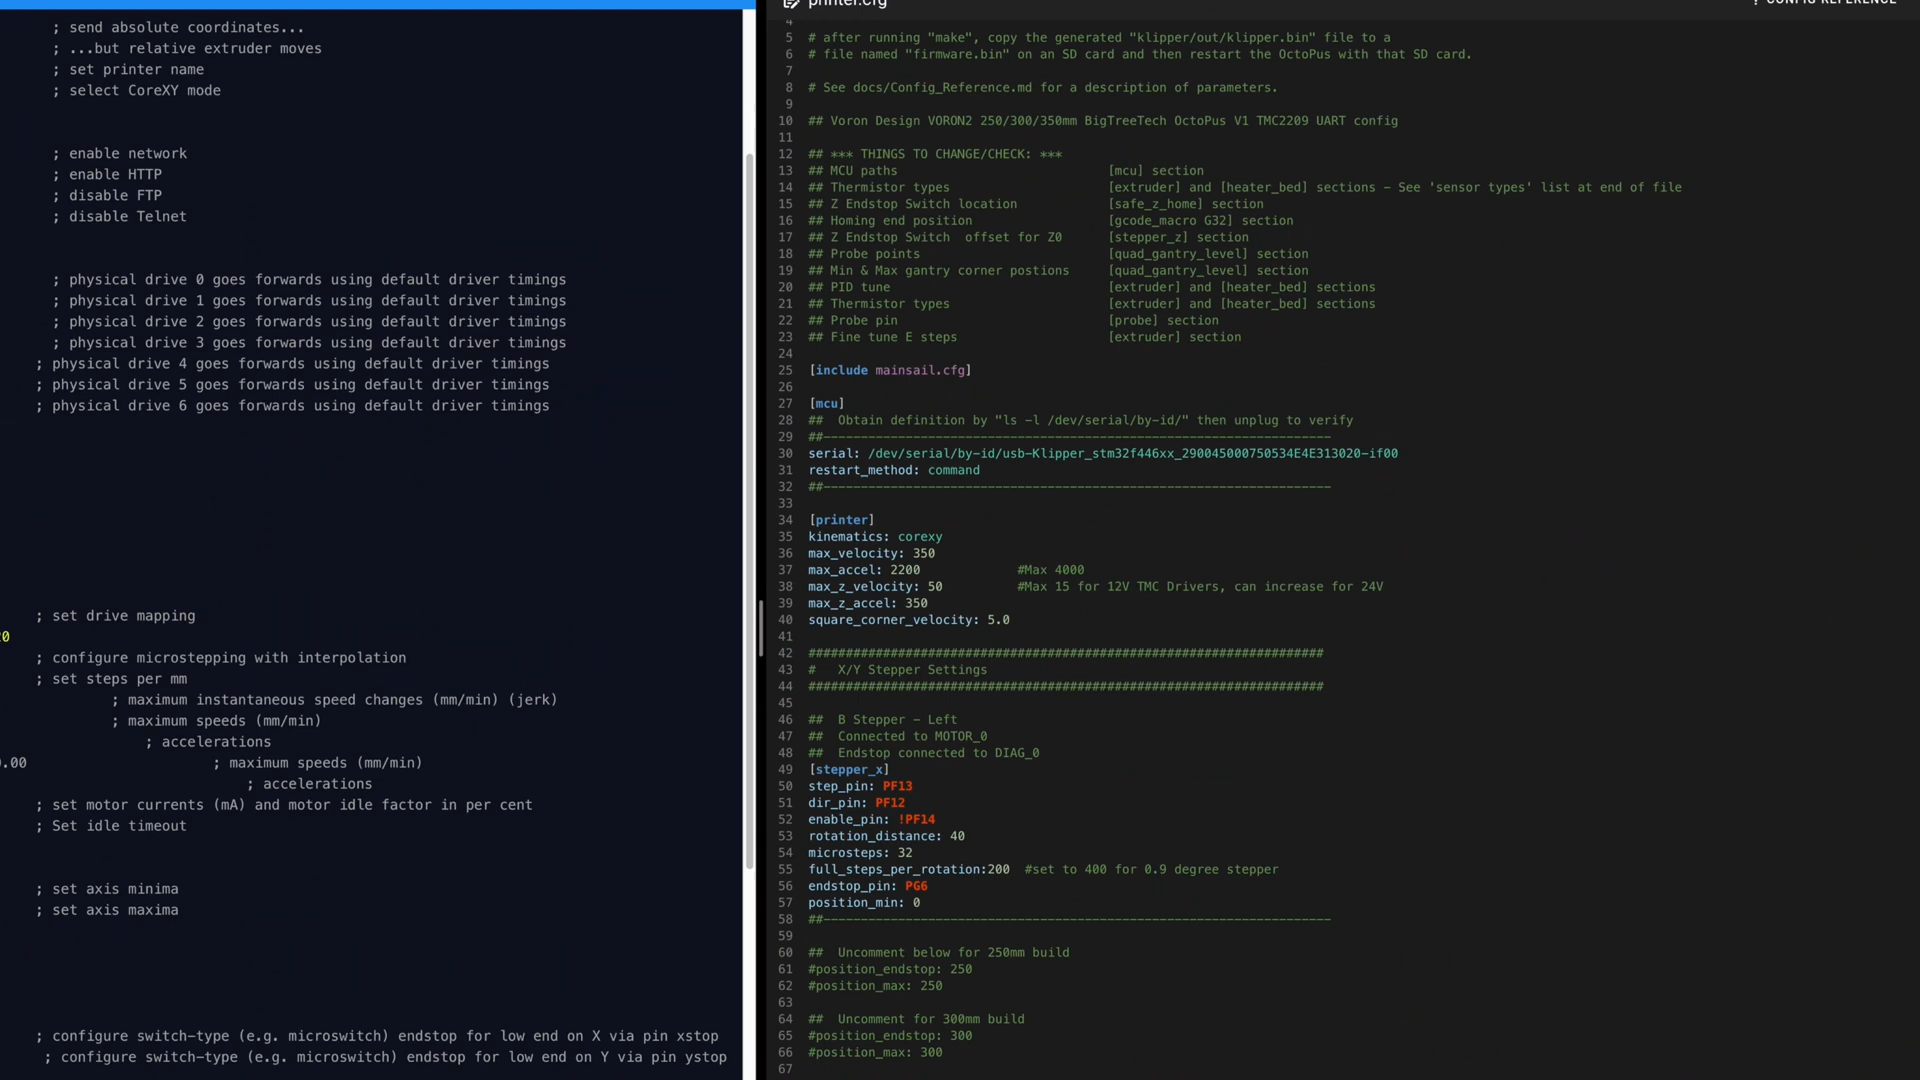 ; send absolute coordinates...
; ...but relative extruder moves
; set printer name
; select CoreXY mode
; enable network
; enable HTTP
; disable FTP
; disable Telnet
; physical drive 0 goes forwards using default driver timings
; physical drive 1 goes forwards using default driver timings
; physical drive 2 goes forwards using default driver timings
; physical drive 3 goes forwards using default driver timings
; physical drive 4 goes forwards using default driver timings
; physical drive 5 goes forwards using default driver timings
; physical drive 6 goes forwards using default driver timings
; set drive mapping
; configure microstepping with interpolation
; set steps per mm
; maximum instantaneous speed changes (mm/min) (jerk)
; maximum speeds (mm/min)
; accelerations
.00 ; maximum speeds (mm/min)
; accelerations
; set motor currents (mA) and motor idle factor in per cent
; Set idle timeout
; set axis minima
; set axis maxima
; configure switch-type (e.g. microswitch) endstop for low end on X via pin xstop
; configure switch-type (e.g. microswitch) endstop for low end on Y via pin ystop
printer.cfg
CONFIG REFERENCE
4
5 # after running "make", copy the generated "klipper/out/klipper.bin" file to a
6 # file named "firmware.bin" on an SD card and then restart the OctoPus with that SD card.
7
8 # See docs/Config_Reference.md for a description of parameters.
9
10 ## Voron Design VORON2 250/300/350mm BigTreeTech OctoPus V1 TMC2209 UART config
11
12 ## *** THINGS TO CHANGE/CHECK: ***
13 ## MCU paths [mcu] section
14 ## Thermistor types [extruder] and [heater_bed] sections - See 'sensor types' list at end of file
15 ## Z Endstop Switch location [safe_z_home] section
16 ## Homing end position [gcode_macro G32] section
17 ## Z Endstop Switch  offset for Z0 [stepper_z] section
18 ## Probe points [quad_gantry_level] section
19 ## Min & Max gantry corner postions [quad_gantry_level] section
20 ## PID tune [extruder] and [heater_bed] sections
21 ## Thermistor types [extruder] and [heater_bed] sections
22 ## Probe pin [probe] section
23 ## Fine tune E steps [extruder] section
24
25 [include mainsail.cfg]
26
27 [mcu]
28 ##  Obtain definition by "ls -l /dev/serial/by-id/" then unplug to verify
29 ##--------------------------------------------------------------------
30 serial: /dev/serial/by-id/usb-Klipper_stm32f446xx_290045000750534E4E313020-if00
31 restart_method: command
32 ##--------------------------------------------------------------------
33
34 [printer]
35 kinematics: corexy
36 max_velocity: 350
37 max_accel: 2200 #Max 4000
38 max_z_velocity: 50 #Max 15 for 12V TMC Drivers, can increase for 24V
39 max_z_accel: 350
40 square_corner_velocity: 5.0
41
42 #####################################################################
43 #   X/Y Stepper Settings
44 #####################################################################
45
46 ##  B Stepper - Left
47 ##  Connected to MOTOR_0
48 ##  Endstop connected to DIAG_0
49 [stepper_x]
50 step_pin: PF13
51 dir_pin: PF12
52 enable_pin: !PF14
53 rotation_distance: 40
54 microsteps: 32
55 full_steps_per_rotation:200  #set to 400 for 0.9 degree stepper
56 endstop_pin: PG6
57 position_min: 0
58 ##--------------------------------------------------------------------
59
60 ##  Uncomment below for 250mm build
61 #position_endstop: 250
62 #position_max: 250
63
64 ##  Uncomment for 300mm build
65 #position_endstop: 300
66 #position_max: 300
67